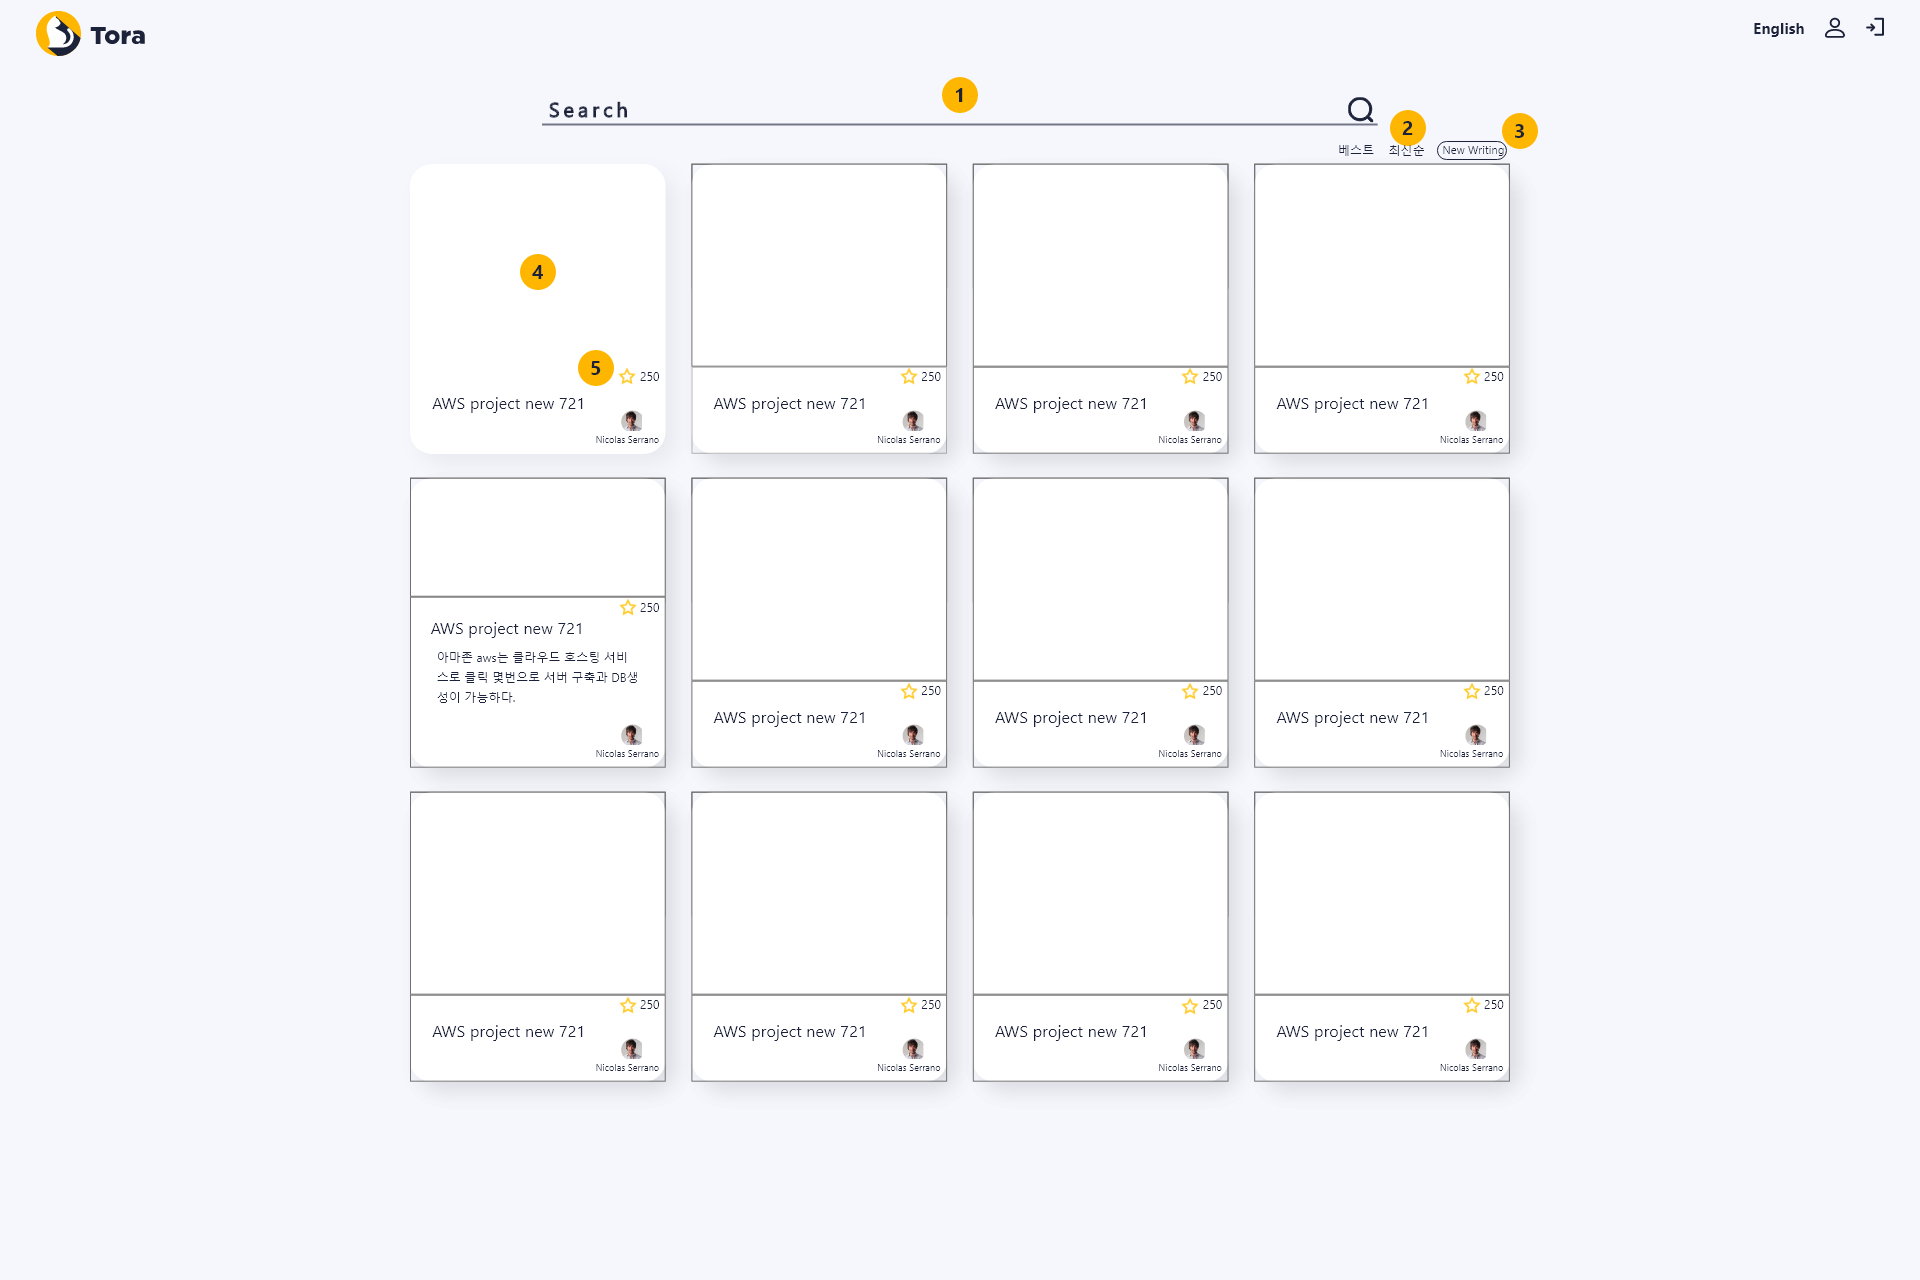 Tora
English
1
Search
2
3
베스트 최신순 New Writing
4
5
250
AWS project new 721
Nicolas Serrano
250
AWS project new 721
Nicolas Serrano
250
AWS project new 721
Nicolas Serrano
250
AWS project new 721
Nicolas Serrano
250
AWS project new 721
아마존 aws는 클라우드 호스팅 서비
스로 클릭 몇번으로 서버 구축과 DB생
성이 가능하다.
Nicolas Serrano
250
AWS project new 721
Nicolas Serrano
250
AWS project new 721
Nicolas Serrano
250
AWS project new 721
Nicolas Serrano
250
AWS project new 721
Nicolas Serrano
250
AWS project new 721
Nicolas Serrano
250
AWS project new 721
Nicolas Serrano
250
AWS project new 721
Nicolas Serrano